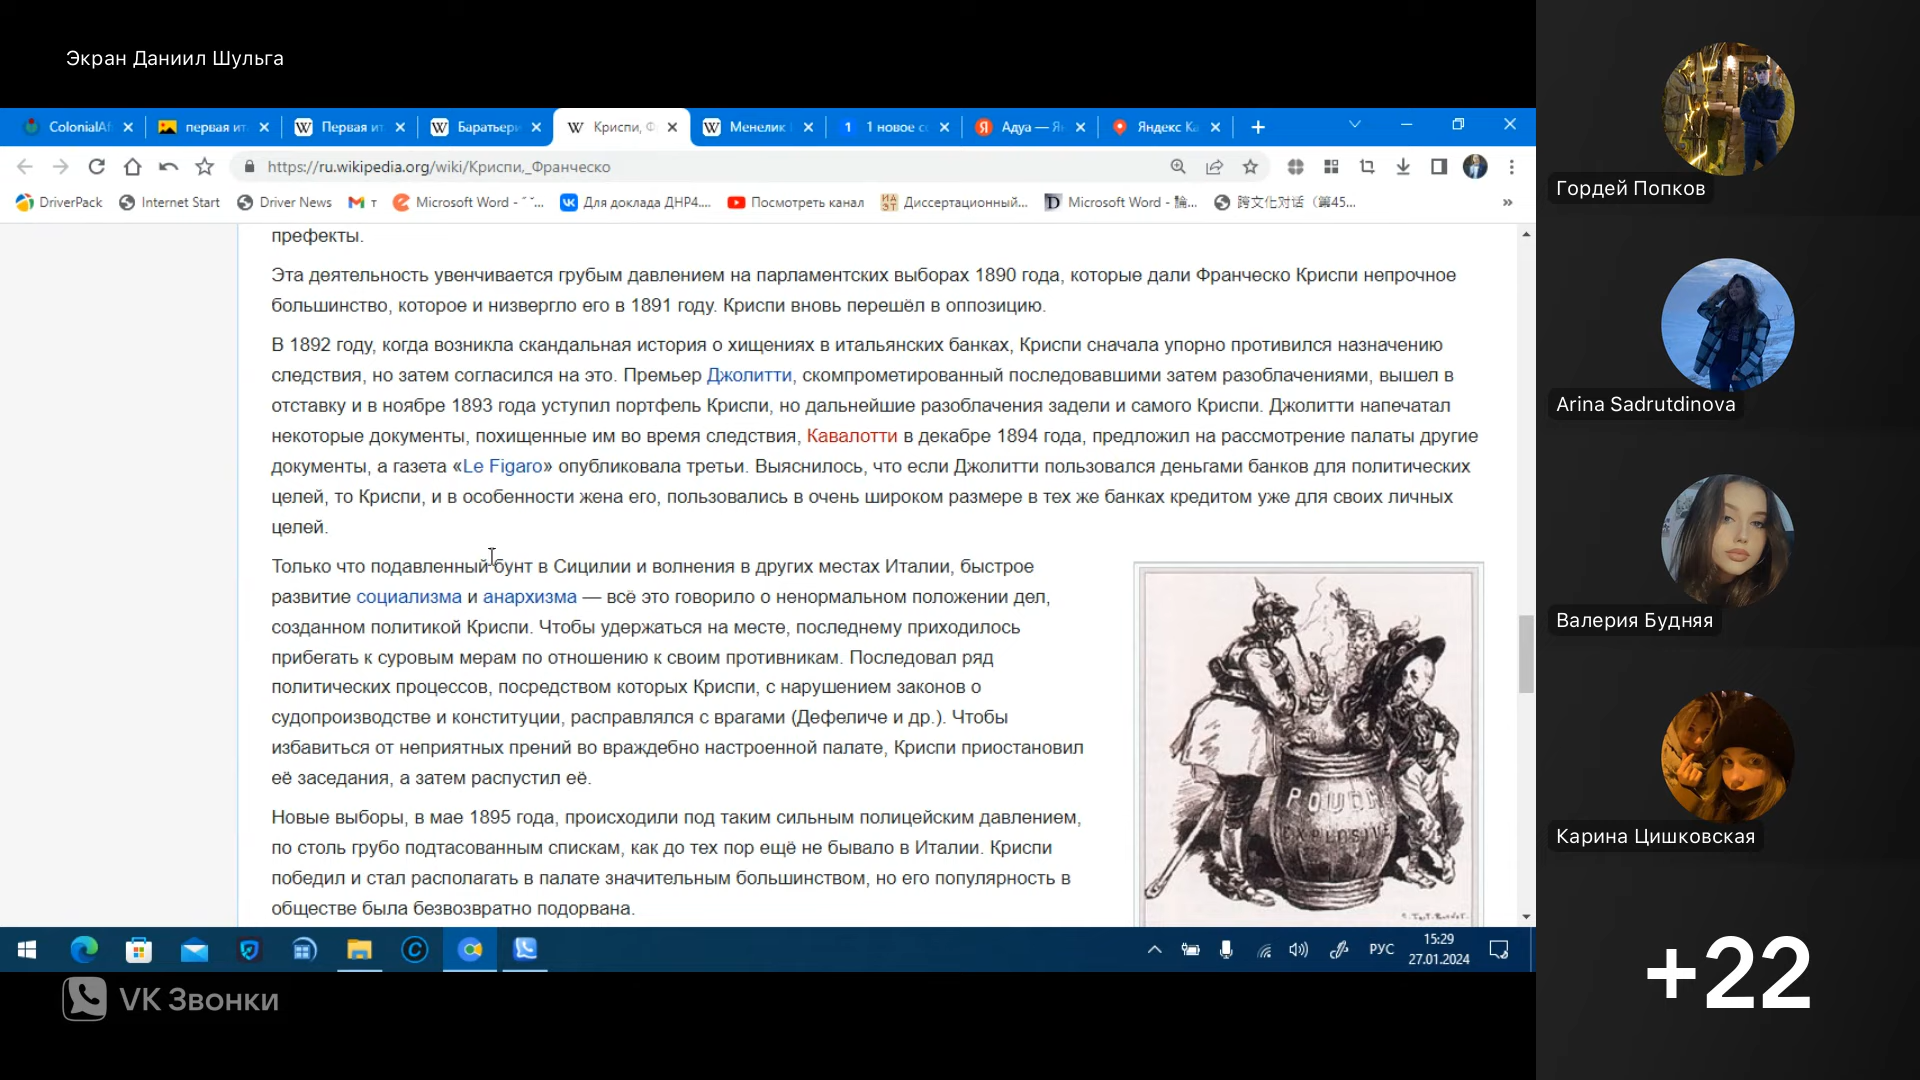 Экран Даниил Шульга
ColonialAf
первая ит
Первая ит
Баратьери
Криспи, Ф
Менелик
1 новое с
Адуа — Я
Яндекс Ка
https://ru.wikipedia.org/wiki/Криспи,_Франческо
DriverPack
Internet Start
Driver News
т
Microsoft Word - ˜ˇ...
Для доклада ДНР4....
Посмотреть канал
Диссертационный...
Microsoft Word - 論...
跨文化对话（第45...
»
префекты.
Эта деятельность увенчивается грубым давлением на парламентских выборах 1890 года, которые дали Франческо Криспи непрочное
большинство, которое и низвергло его в 1891 году. Криспи вновь перешёл в оппозицию.
В 1892 году, когда возникла скандальная история о хищениях в итальянских банках, Криспи сначала упорно противился назначению
следствия, но затем согласился на это. Премьер Джолитти, скомпрометированный последовавшими затем разоблачениями, вышел в
отставку и в ноябре 1893 года уступил портфель Криспи, но дальнейшие разоблачения задели и самого Криспи. Джолитти напечатал
некоторые документы, похищенные им во время следствия, Кавалотти в декабре 1894 года, предложил на рассмотрение палаты другие
документы, а газета «Le Figaro» опубликовала третьи. Выяснилось, что если Джолитти пользовался деньгами банков для политических
целей, то Криспи, и в особенности жена его, пользовались в очень широком размере в тех же банках кредитом уже для своих личных
целей.
Только что подавленный бунт в Сицилии и волнения в других местах Италии, быстрое
развитие социализма и анархизма — всё это говорило о ненормальном положении дел,
созданном политикой Криспи. Чтобы удержаться на месте, последнему приходилось
прибегать к суровым мерам по отношению к своим противникам. Последовал ряд
политических процессов, посредством которых Криспи, с нарушением законов о
судопроизводстве и конституции, расправлялся с врагами (Дефеличе и др.). Чтобы
избавиться от неприятных прений во враждебно настроенной палате, Криспи приостановил
её заседания, а затем распустил её.
Новые выборы, в мае 1895 года, происходили под таким сильным полицейским давлением,
по столь грубо подтасованным спискам, как до тех пор ещё не бывало в Италии. Криспи
победил и стал располагать в палате значительным большинством, но его популярность в
обществе была безвозвратно подорвана.
EXPLOSIVE
РУС
15:29
27.01.2024
VK Звонки
Гордей Попков
Arina Sadrutdinova
Валерия Будняя
Карина Цишковская
+22